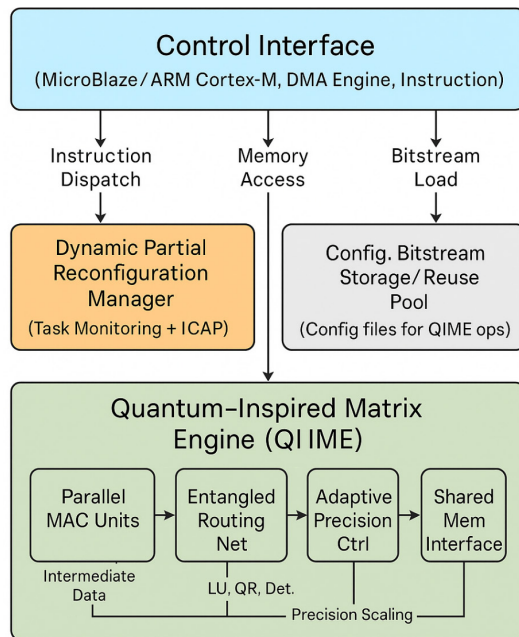 Control Interface
(MicroBlaze/ARM Cortex-M, DMA Engine, Instruction)
Instruction
Dispatch
Memory
Access
Bitstream
Load
Dynamic Partial
Reconfiguration
Manager
(Task Monitoring + ICAP)
Config. Bitstream
Storage/Reuse
Pool
(Config files for QIME ops)
Quantum-Inspired Matrix
Engine (QI IME)
Parallel
MAC Units
Entangled
Routing
Net
Adaptive
Precision
Ctrl
Shared
Mem
Interface
Intermediate
Data
LU, QR, Det.
Precision Scaling